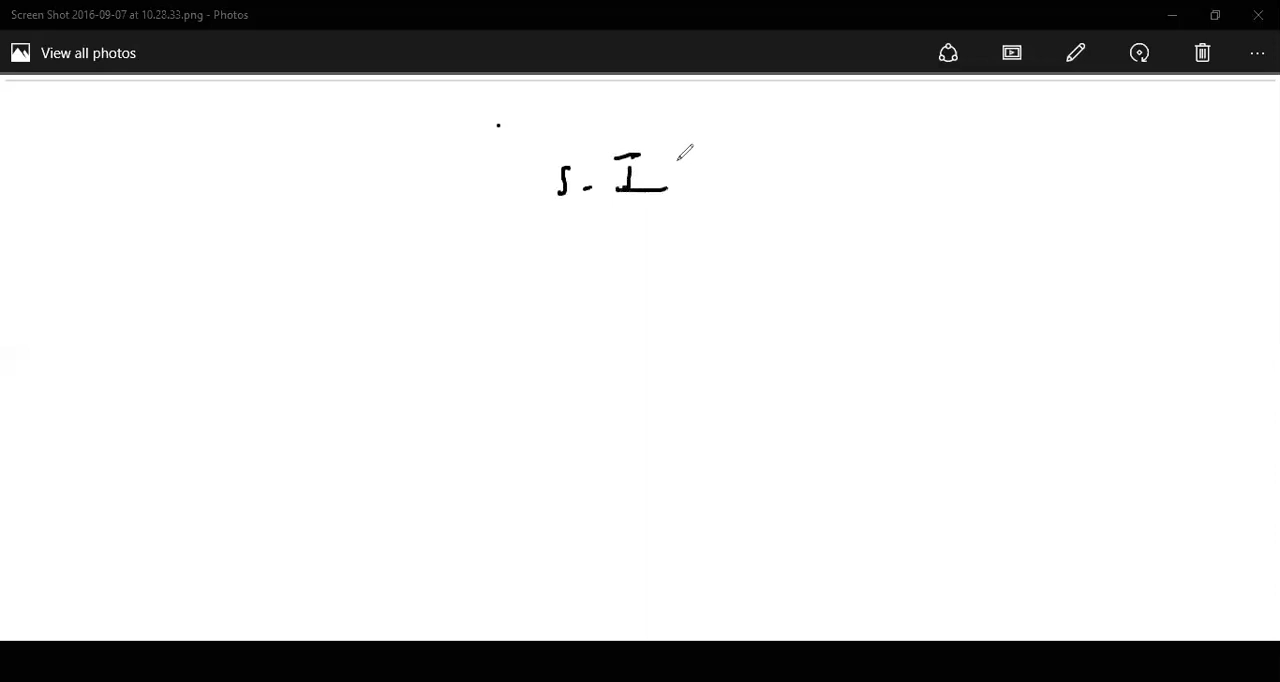 Screen Shot 2016-09-07 at 10.28.33.png - Photos
View all photos
S. I